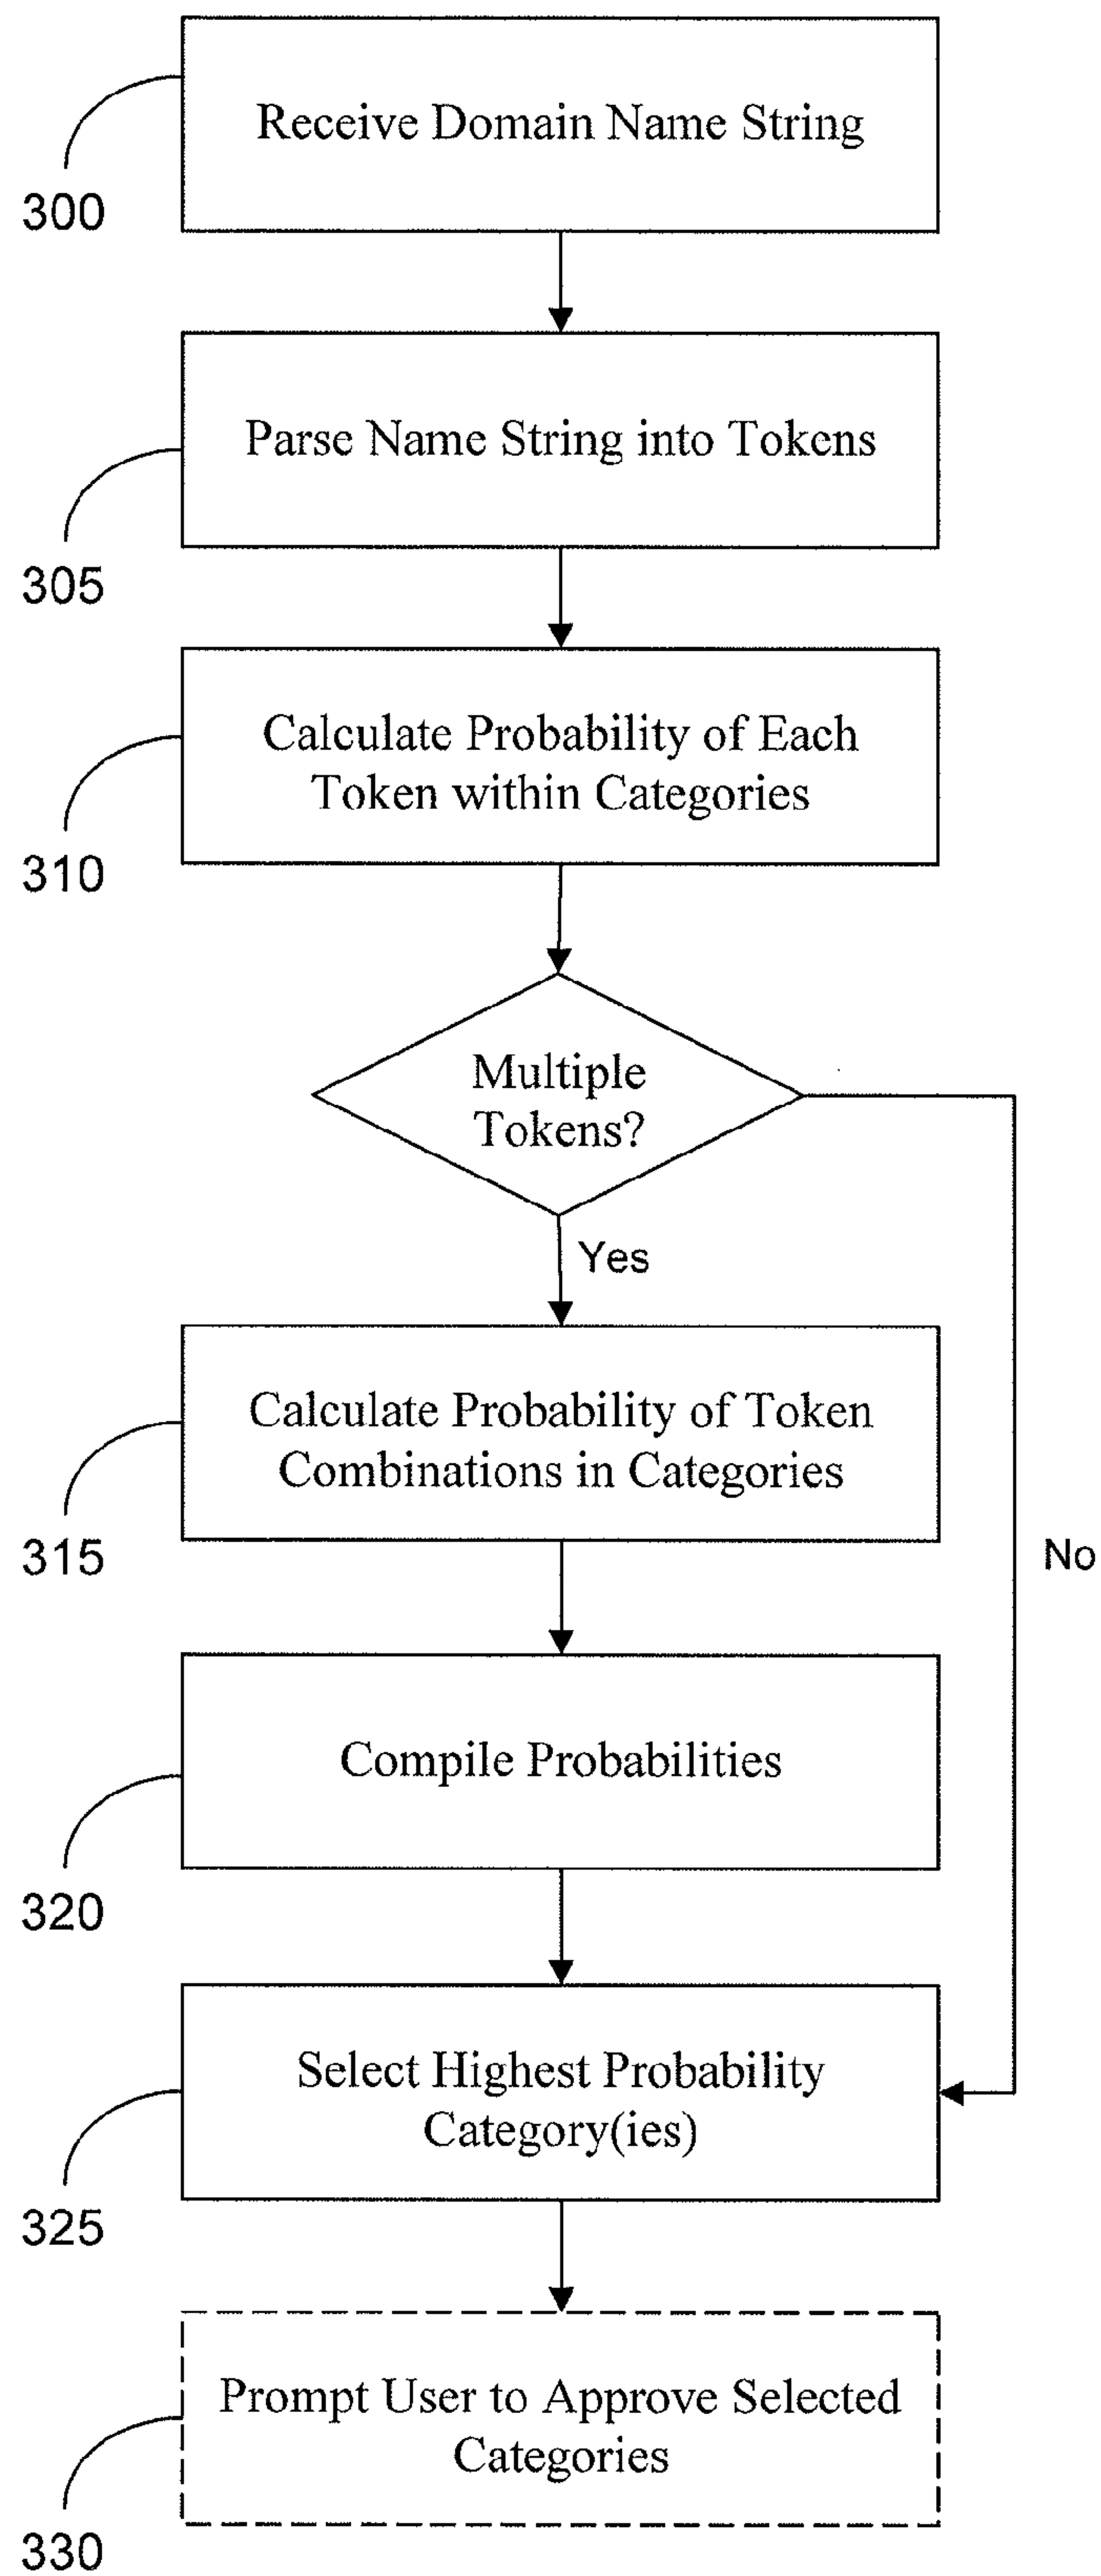 Receive Domain Name String
300
Parse Name String into Tokens
305
Calculate Probability of Each
Token within Categories
310
Multiple
Tokens?
Yes
Calculate Probability of Token
Combinations in Categories
315
No
Compile Probabilities
320
Select Highest Probability
Category(ies)
325
Prompt User to Approve Selected
Categories
330